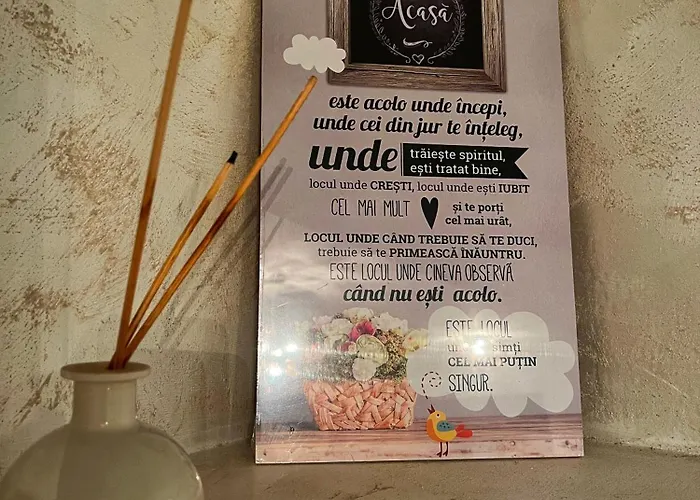 Acasă
este acolo unde începi,
unde cei din jur te înțeleg,
unde trăiește spiritul,
ești tratat bine,
locul unde CREȘTI, locul unde ești IUBIT
CEL MAI MULT și te porți
cel mai urât,
LOCUL UNDE CÂND TREBUIE SĂ TE DUCI,
trebuie să te PRIMEASCĂ ÎNĂUNTRU.
ESTE LOCUL UNDE CINEVA OBSERVĂ
când nu ești acolo.
ESTE LOCUL
simți
CEL MAI PUȚIN
SINGUR.